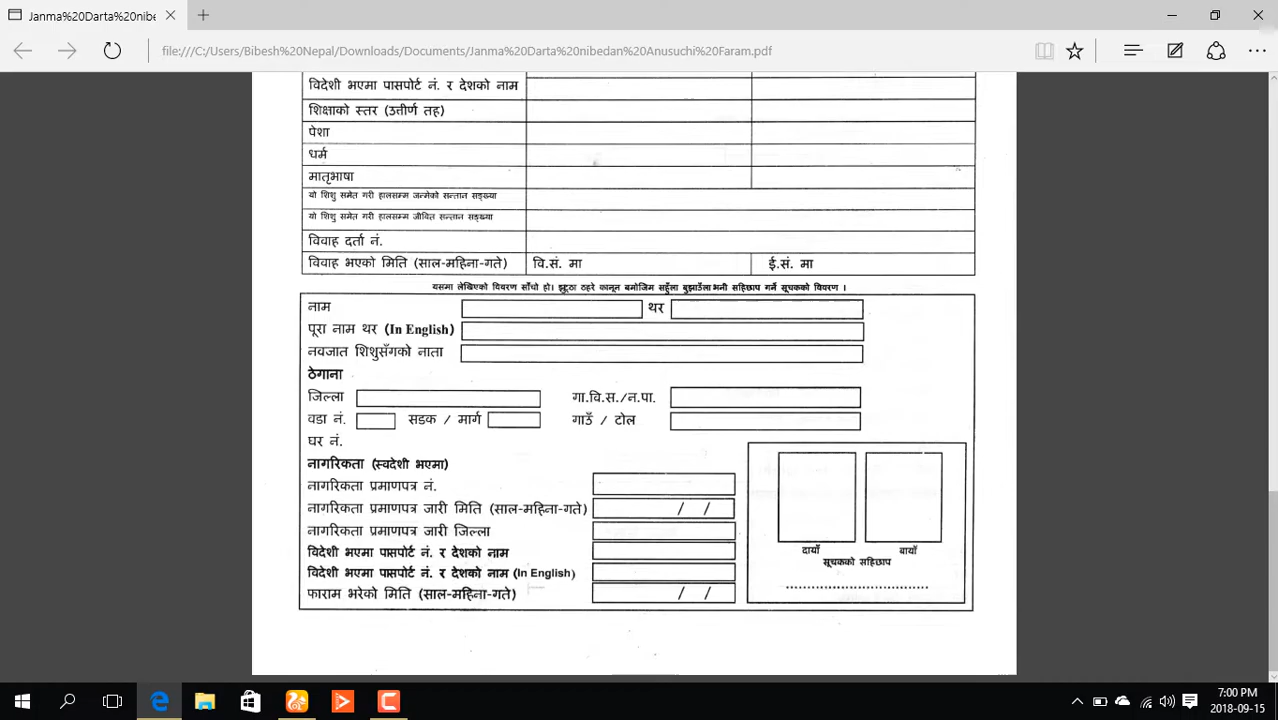 Janma%20Darta%20nibe
file:///C:/Users/Bibesh%20Nepal/Downloads/Documents/Janma%20Darta%20nibedan%20Anusuchi%20Faram.pdf
विदेशी भएमा पासपोर्ट नं. र देशको नाम
शिक्षाको स्तर (उत्तीर्ण तह)
पेशा
धर्म
मातृभाषा
यो शिशु समेत गरी हालसम्म जन्मेको सन्तान सङ्ख्या
यो शिशु समेत गरी हालसम्म जीवित सन्तान सङ्ख्या
विवाह दर्ता नं.
विवाह भएको मिति (साल-महिना-गते) वि.सं. मा ई.सं. मा
यसमा लेखिएको विवरण साँचो हो। झूठ्ठा ठहरे कानून बमोजिम सहुँला बुझाउँला भनी सहिछाप गर्ने सूचकको विवरण ।
नाम थर
पूरा नाम थर (In English)
नवजात शिशुसँगको नाता
ठेगाना
जिल्ला गा.वि.स./न.पा.
वडा नं. सडक / मार्ग गाउँ / टोल
घर नं.
नागरिकता (स्वदेशी भएमा)
नागरिकता प्रमाणपत्र नं.
नागरिकता प्रमाणपत्र जारी मिति (साल-महिना-गते) / /
नागरिकता प्रमाणपत्र जारी जिल्ला
विदेशी भएमा पासपोर्ट नं. र देशको नाम
विदेशी भएमा पासपोर्ट नं. र देशको नाम (In English)
फाराम भरेको मिति (साल-महिना-गते) / /
दायाँ बायाँ
सूचकको सहिछाप
7:00 PM
2018-09-15